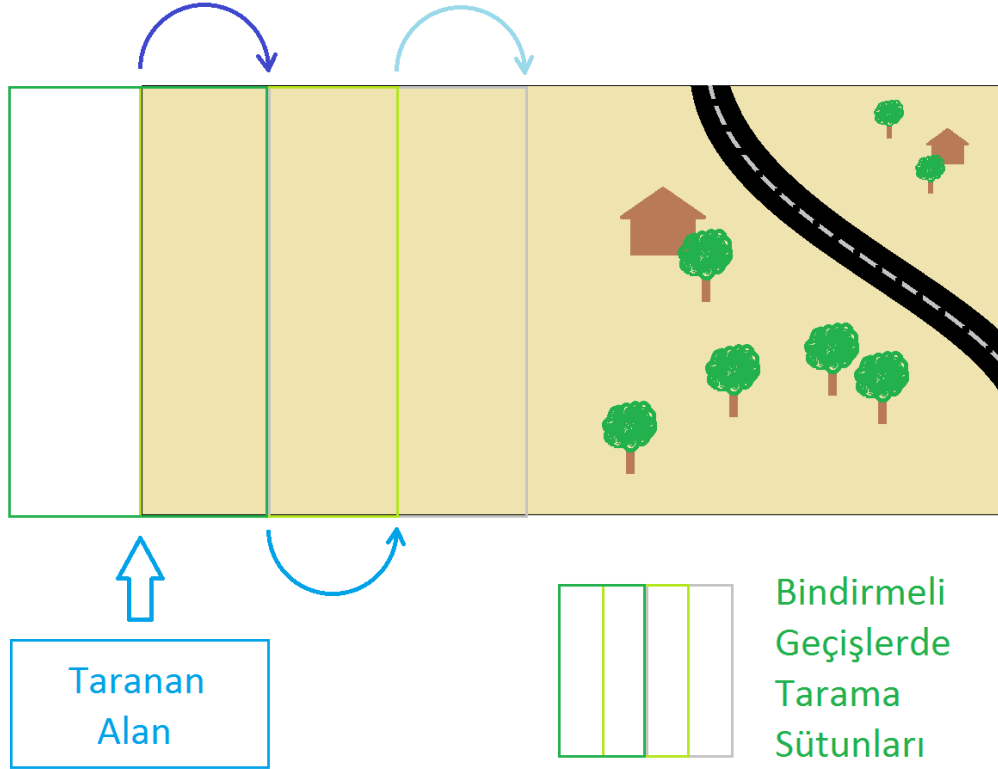 Taranan
Alan
Bindirmeli
Geçişlerde
Tarama
Sütunları